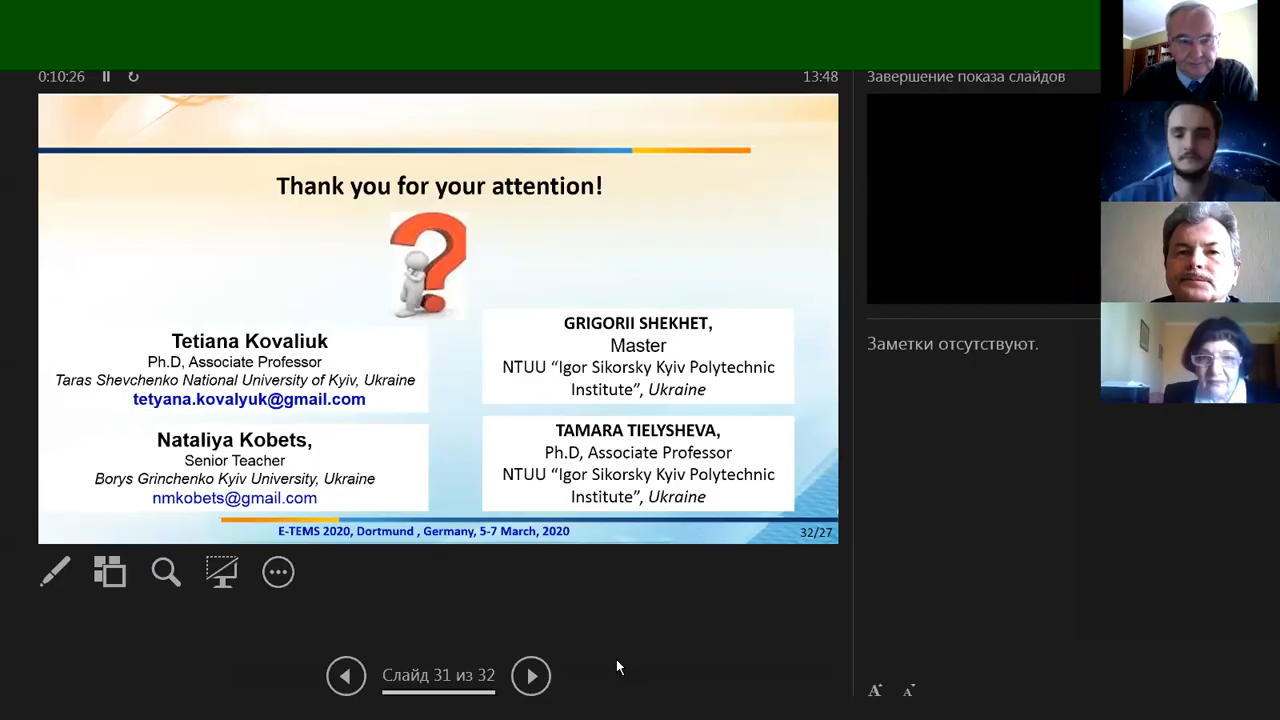 0:10:26
13:48
Завершение показа слайдов
Thank you for your attention!
Tetiana Kovaliuk
Ph.D, Associate Professor
Taras Shevchenko National University of Kyiv, Ukraine
tetyana.kovalyuk@gmail.com
Nataliya Kobets,
Senior Teacher
Borys Grinchenko Kyiv University, Ukraine
nmkobets@gmail.com
GRIGORII SHEKHET,
Master
NTUU “Igor Sikorsky Kyiv Polytechnic
Institute”, Ukraine
TAMARA TIELYSHEVA,
Ph.D, Associate Professor
NTUU “Igor Sikorsky Kyiv Polytechnic
Institute”, Ukraine
E-TEMS 2020, Dortmund , Germany, 5-7 March, 2020
32/27
Заметки отсутствуют.
Слайд 31 из 32
A A